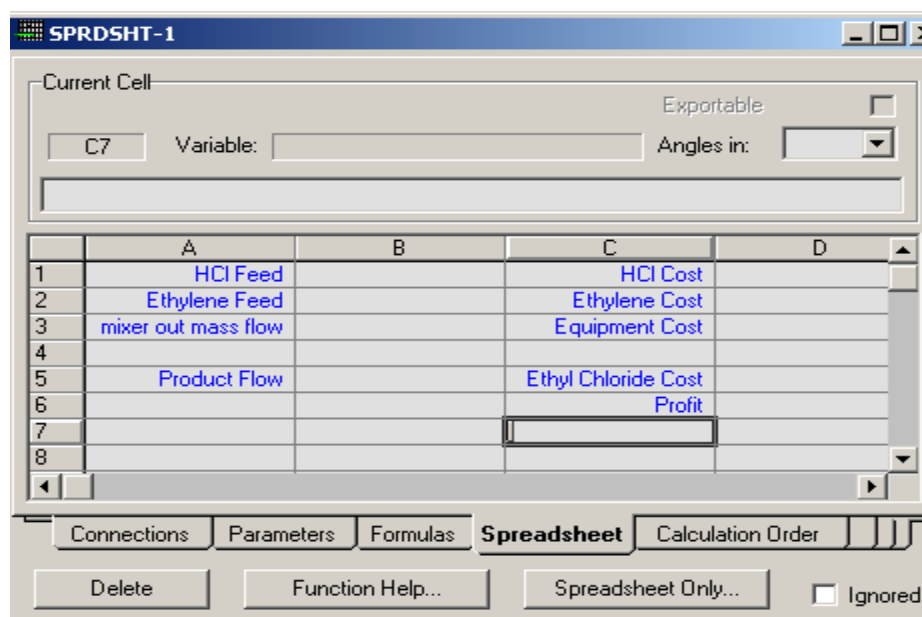 SPRDSHT-1
Current Cell
Exportable
C7 Variable: Angles in:
A B C D
1 HCl Feed HCl Cost
2 Ethylene Feed Ethylene Cost
3 mixer out mass flow Equipment Cost
4
5 Product Flow Ethyl Chloride Cost
6 Profit
7
8
Connections Parameters Formulas Spreadsheet Calculation Order
Delete Function Help... Spreadsheet Only... Ignored